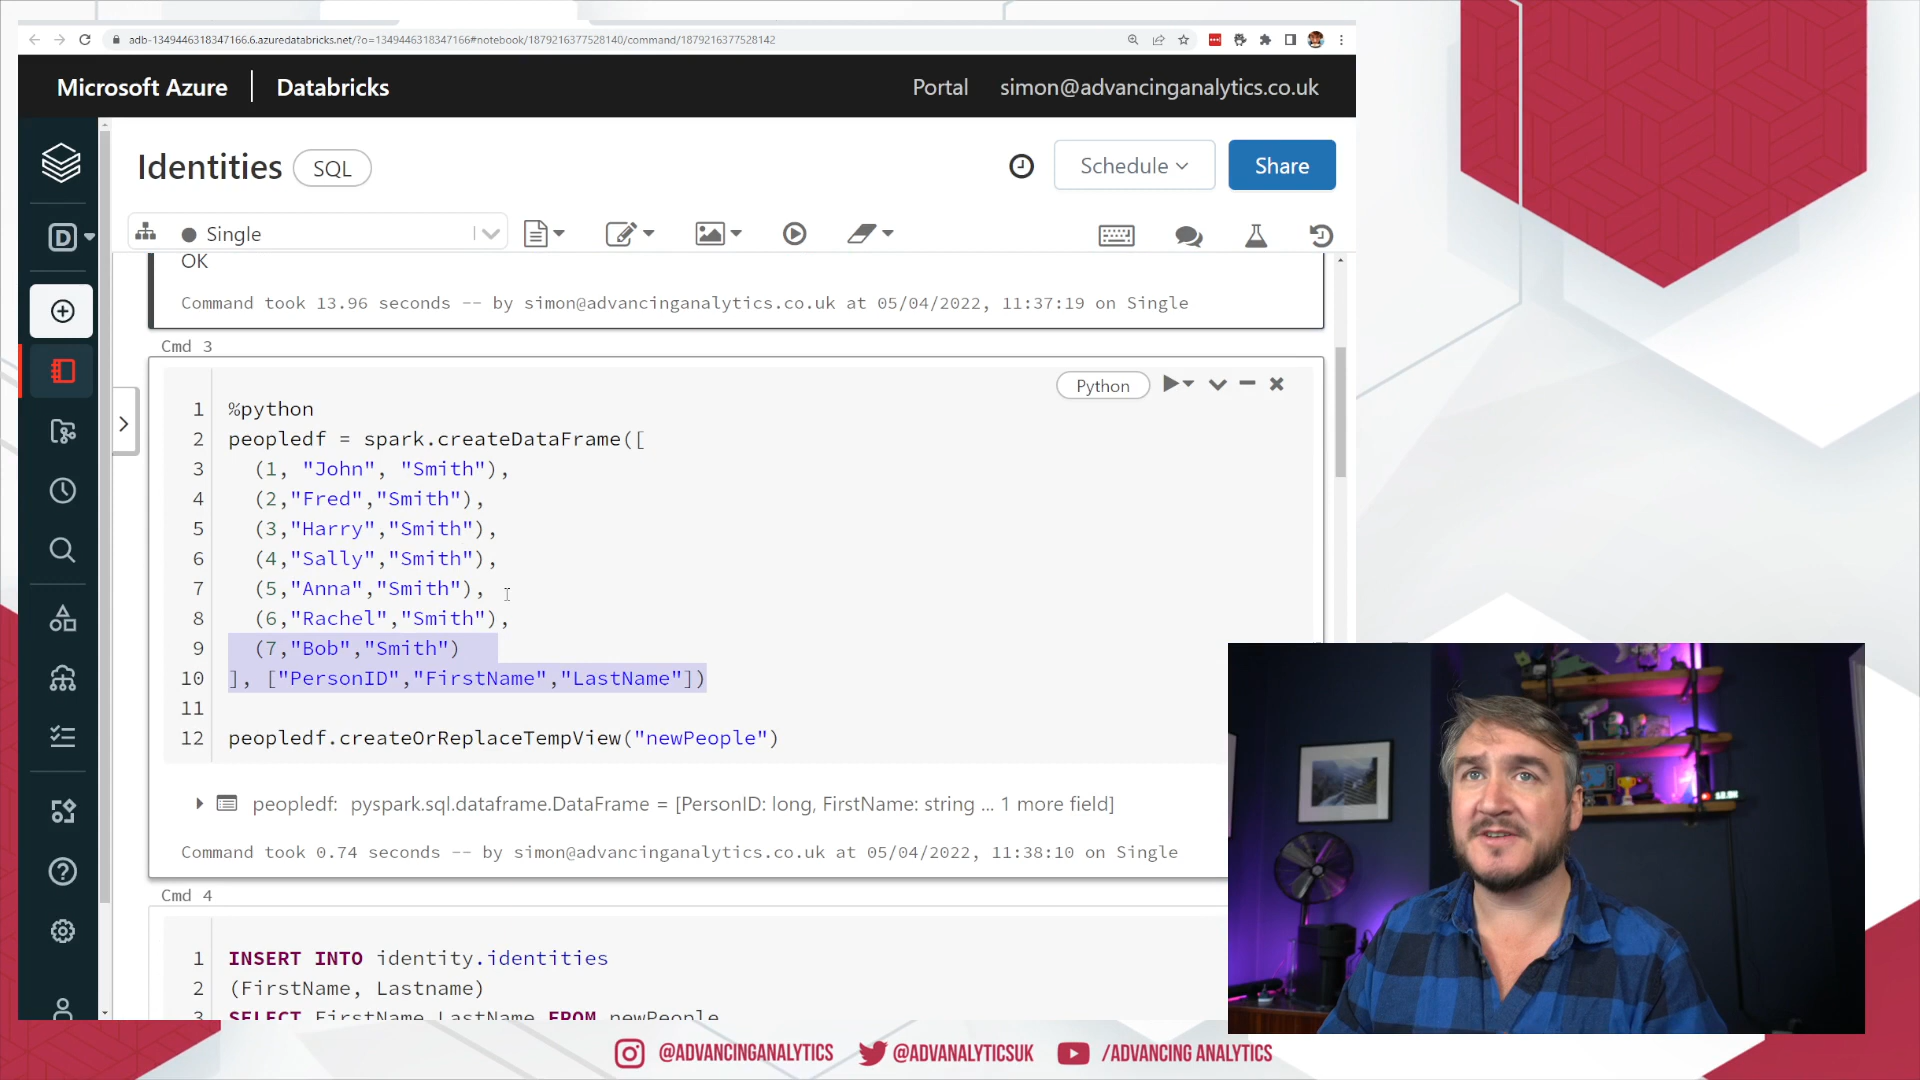 adb-1349446318347166.6.azuredatabricks.net/?o=1349446318347166#notebook/1879216377528140/command/1879216377528142
Microsoft Azure | Databricks
Portal
simon@advancinganalytics.co.uk
Identities
SQL
Schedule
Share
Single
OK
Command took 13.96 seconds -- by simon@advancinganalytics.co.uk at 05/04/2022, 11:37:19 on Single
Cmd 3
Python
1 %python
2 peopledf = spark.createDataFrame([
3 (1, "John", "Smith"),
4 (2,"Fred","Smith"),
5 (3,"Harry","Smith"),
6 (4,"Sally","Smith"),
7 (5,"Anna","Smith"),
8 (6,"Rachel","Smith"),
9 (7,"Bob","Smith")
10 ], ["PersonID","FirstName","LastName"])
11
12 peopledf.createOrReplaceTempView("newPeople")
peopledf: pyspark.sql.dataframe.DataFrame = [PersonID: long, FirstName: string ... 1 more field]
Command took 0.74 seconds -- by simon@advancinganalytics.co.uk at 05/04/2022, 11:38:10 on Single
Cmd 4
1 INSERT INTO identity.identities
2 (FirstName, Lastname)
3 SELECT FirstName, LastName FROM newPeople
@ADVANCINGANALYTICS
@ADVANALYTICSUK
/ADVANCING ANALYTICS